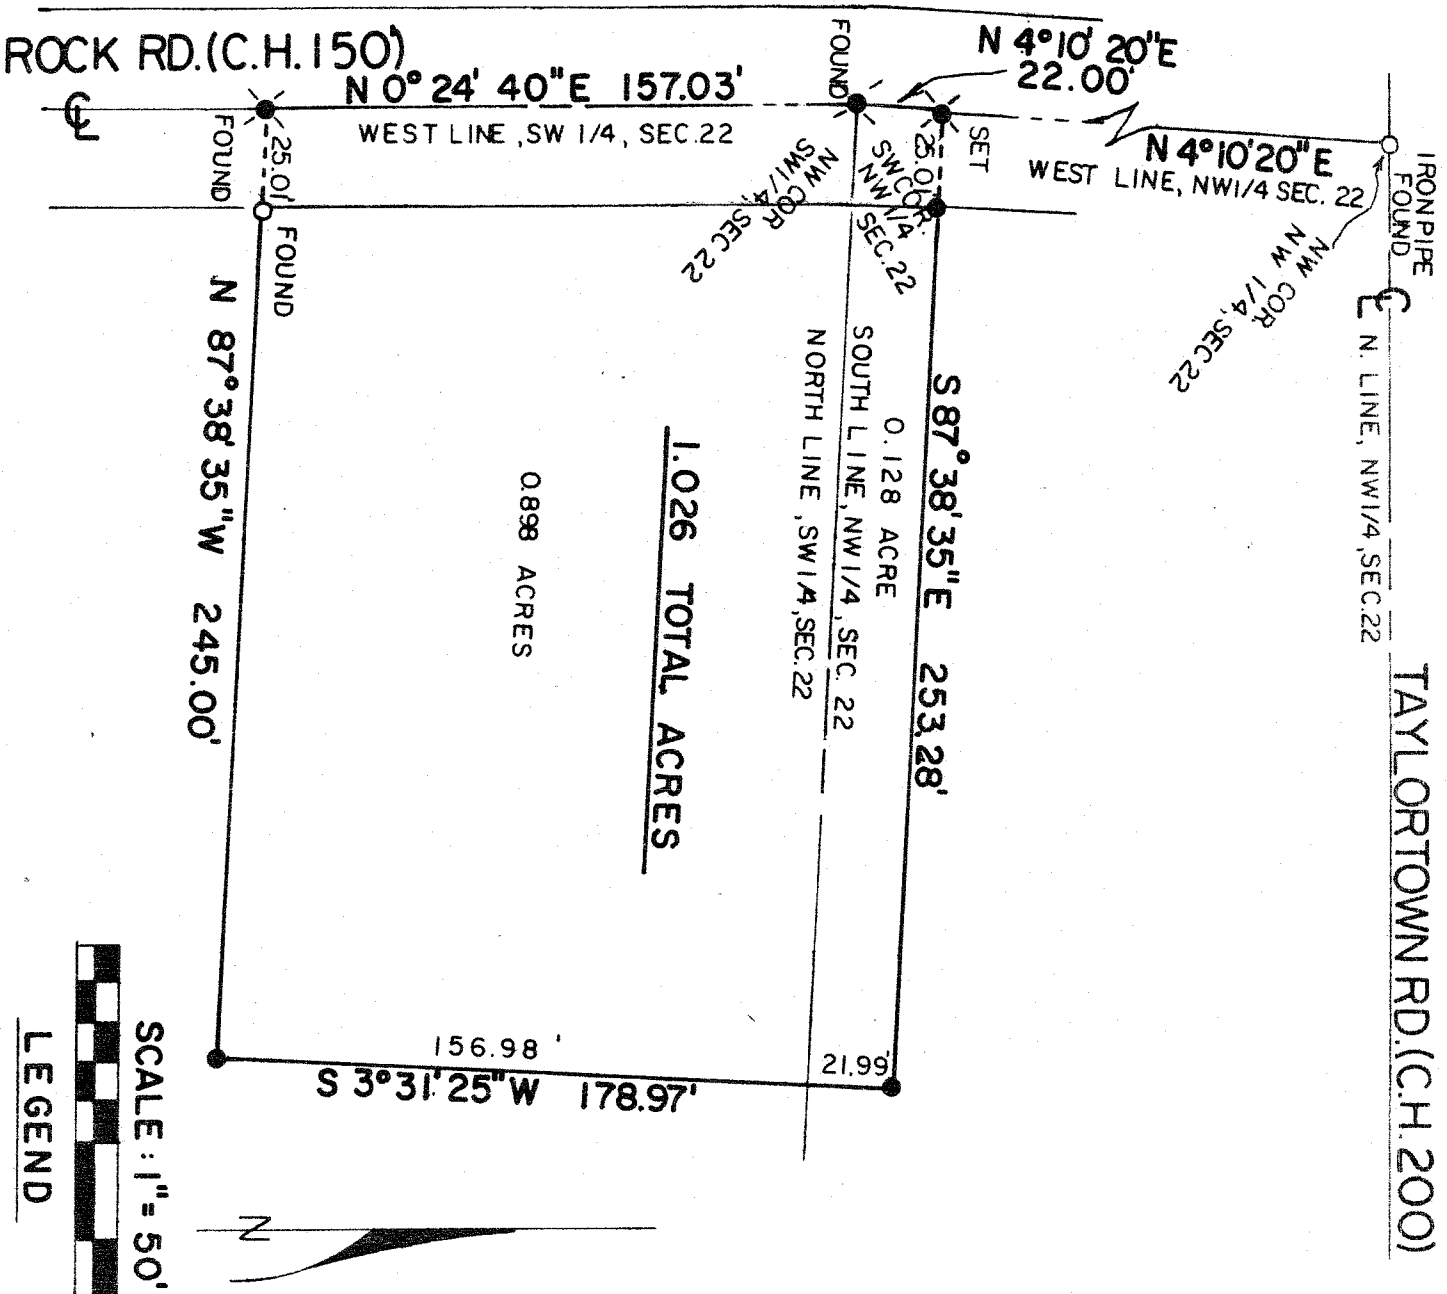 ROCK RD.(C.H.150)
N 0° 24' 40"E 157.03'
WEST LINE, SW 1/4, SEC.22
FOUND
25.01'
FOUND
FOUND
N 4°10' 20"E
22.00'
25.01'
SET
N 4°10'20"E
WEST LINE, NW1/4 SEC. 22
SW COR.
NW 1/4
SEC.22
NW COR
SW1/4, SEC 22
IRON PIPE
FOUND
NW COR.
NW 1/4, SEC 22
N. LINE, NW1/4, SEC.22
TAYLORTOWN RD.(C.H. 200)
S 87° 38' 35"E 253.28'
0.128 ACRE
SOUTH LINE, NW1/4, SEC. 22
NORTH LINE, SW1/4, SEC. 22
1.026 TOTAL ACRES
0.898 ACRES
N 87° 38' 35"W 245.00'
156.98'
21.99'
S 3°31' 25"W 178.97'
N
SCALE: 1"= 50'
LEGEND